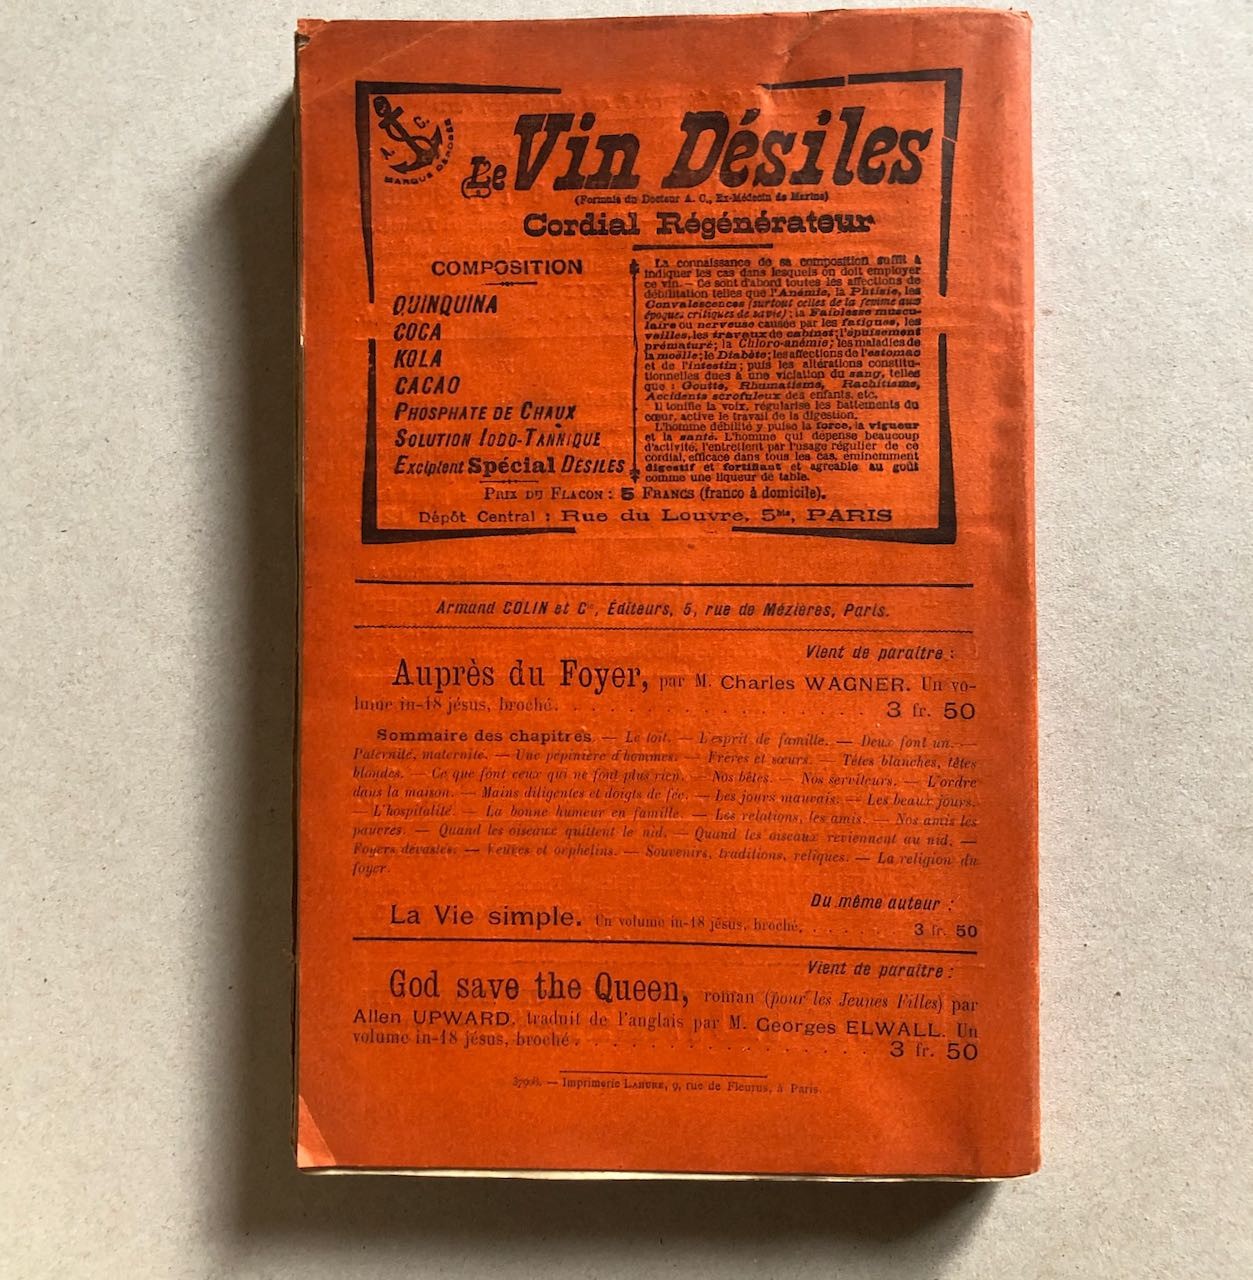 A. C.
MARQUE DÉPOSÉE
Le Vin Désiles
(Formule du Docteur A. C., Ex-Médecin de Marine)
Cordial Régénérateur
COMPOSITION
QUINQUINA
COCA
KOLA
CACAO
PHOSPHATE DE CHAUX
SOLUTION IODO-TANNIQUE
Excipient Spécial DÉSILES
La connaissance de sa composition suffit à
indiquer les cas dans lesquels on doit employer
ce vin. — Ce sont d'abord toutes les affections de
débilitation telles que l'Anémie, la Phtisie, les
Convalescences (surtout celles de la femme aux
époques critiques de sa vie); la Faiblesse muscu-
laire ou nerveuse causée par les fatigues, les
veilles, les travaux de cabinet; l'épuisement
prématuré; la Chloro-anémie; les maladies de
la moëlle; le Diabète; les affections de l'estomac
et de l'intestin; puis les altérations constitu-
tionnelles dues à une viciation du sang, telles
que : Goutte, Rhumatisme, Rachitisme,
Accidents scrofuleux des enfants, etc.
Il tonifie la voix, régularise les battements du
cœur, active le travail de la digestion.
L'homme débilité y puise la force, la vigueur
et la santé. L'homme qui dépense beaucoup
d'activité, l'entretient par l'usage régulier de ce
cordial, efficace dans tous les cas, éminemment
digestif et fortifiant et agréable au goût
comme une liqueur de table.
PRIX DU FLACON : 5 FRANCS (franco à domicile).
Dépôt Central : Rue du Louvre, 5bis, PARIS
Armand COLIN et Cie, Éditeurs, 5, rue de Mézières, Paris.
Vient de paraître :
Auprès du Foyer, par M. Charles WAGNER. Un vo-
lume in-18 jésus, broché. . . . . . . . . . . . . . . . 3 fr. 50
Sommaire des chapitres. — Le toit. — L'esprit de famille. — Deux font un. —
Paternité, maternité. — Une pépinière d'hommes. — Frères et sœurs. — Têtes blanches, têtes
blondes. — Ce que font ceux qui ne font plus rien. — Nos bêtes. — Nos serviteurs. — L'ordre
dans la maison. — Mains diligentes et doigts de fée. — Les jours mauvais. — Les beaux jours.
— L'hospitalité. — La bonne humeur en famille. — Les relations, les amis. — Nos amis les
pauvres. — Quand les oiseaux quittent le nid. — Quand les oiseaux reviennent au nid. —
Foyers dévastés. — Veuves et orphelins. — Souvenirs, traditions, reliques. — La religion du
foyer.
Du même auteur :
La Vie simple. Un volume in-18 jésus, broché. . . . . . . . 3 fr. 50
Vient de paraître :
God save the Queen, roman (pour les Jeunes Filles) par
Allen UPWARD, traduit de l'anglais par M. Georges ELWALL. Un
volume in-18 jésus, broché . . . . . . . . . . . . . . . 3 fr. 50
— Imprimerie LAHURE, 9, rue de Fleurus, à Paris.